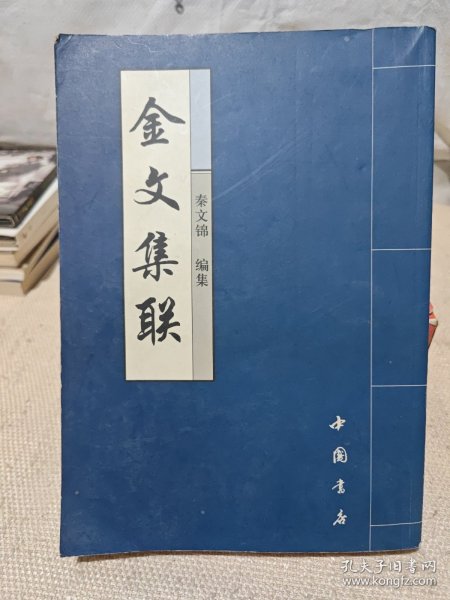 金文集联
秦文锦 编集
中国书店
孔夫子旧书网
www.kongfz.com